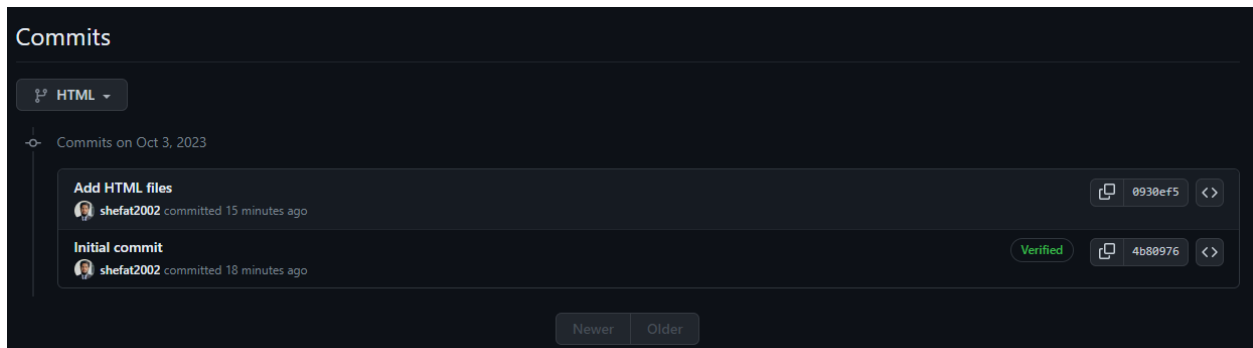 Commits
HTML
Commits on Oct 3, 2023
Add HTML files
0930ef5
shefat2002 committed 15 minutes ago
Initial commit
Verified
4b80976
shefat2002 committed 18 minutes ago
Newer Older